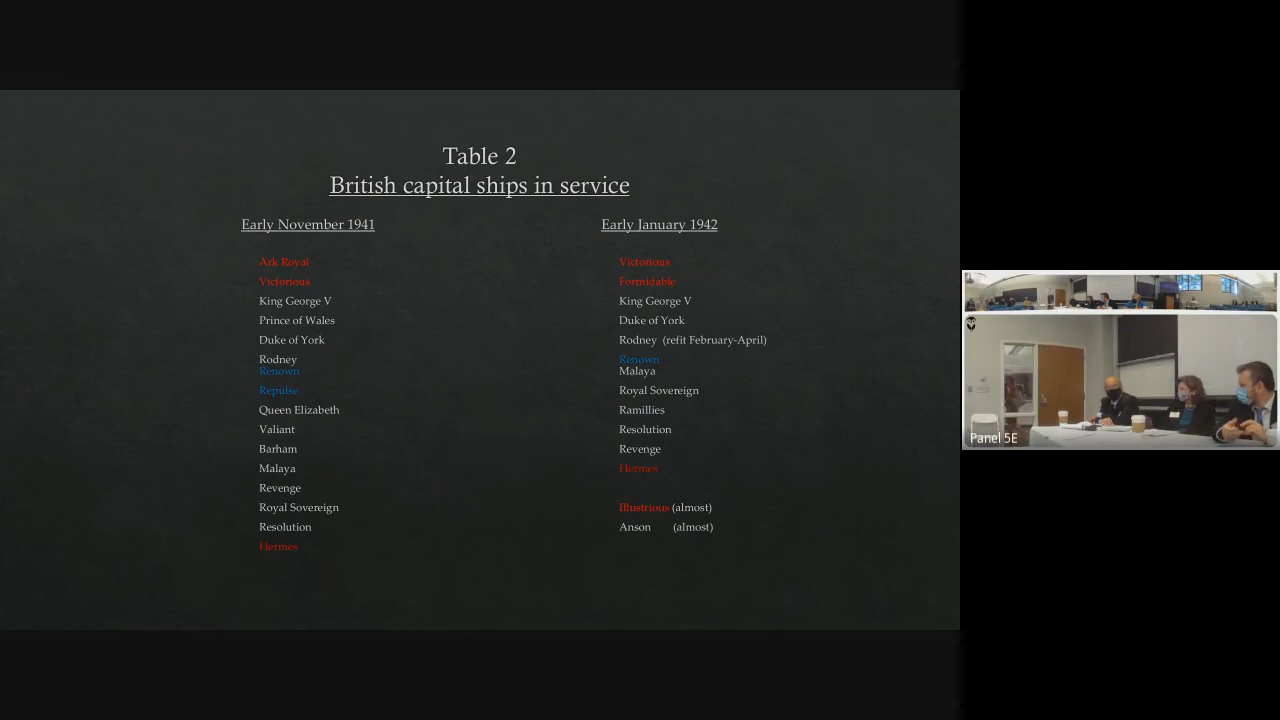 Table 2
British capital ships in service
Early November 1941
Ark Royal
Victorious
King George V
Prince of Wales
Duke of York
Rodney
Renown
Repulse
Queen Elizabeth
Valiant
Barham
Malaya
Revenge
Royal Sovereign
Resolution
Hermes
Early January 1942
Victorious
Formidable
King George V
Duke of York
Rodney (refit February-April)
Renown
Malaya
Royal Sovereign
Ramillies
Resolution
Revenge
Hermes
Illustrious (almost)
Anson (almost)
Panel 5E